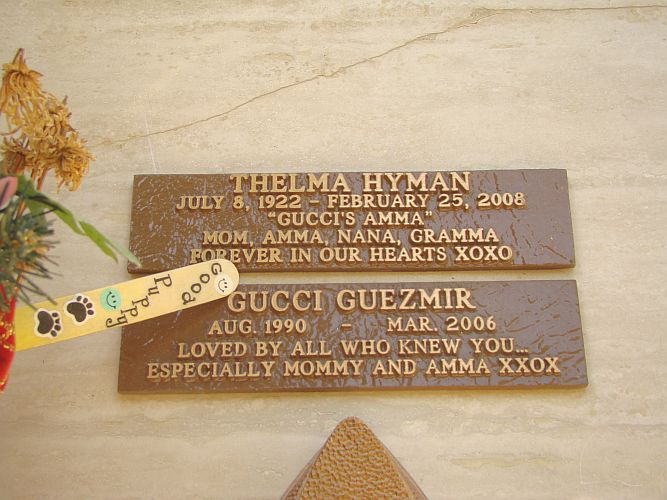 THELMA HYMAN
JULY 8, 1922 - FEBRUARY 25, 2008
"GUCCI'S AMMA"
MOM, AMMA, NANA, GRAMMA
FOREVER IN OUR HEARTS XOXO
Good
Puppy
GUCCI GUEZMIR
AUG. 1990 - MAR. 2006
LOVED BY ALL WHO KNEW YOU...
ESPECIALLY MOMMY AND AMMA XXOX